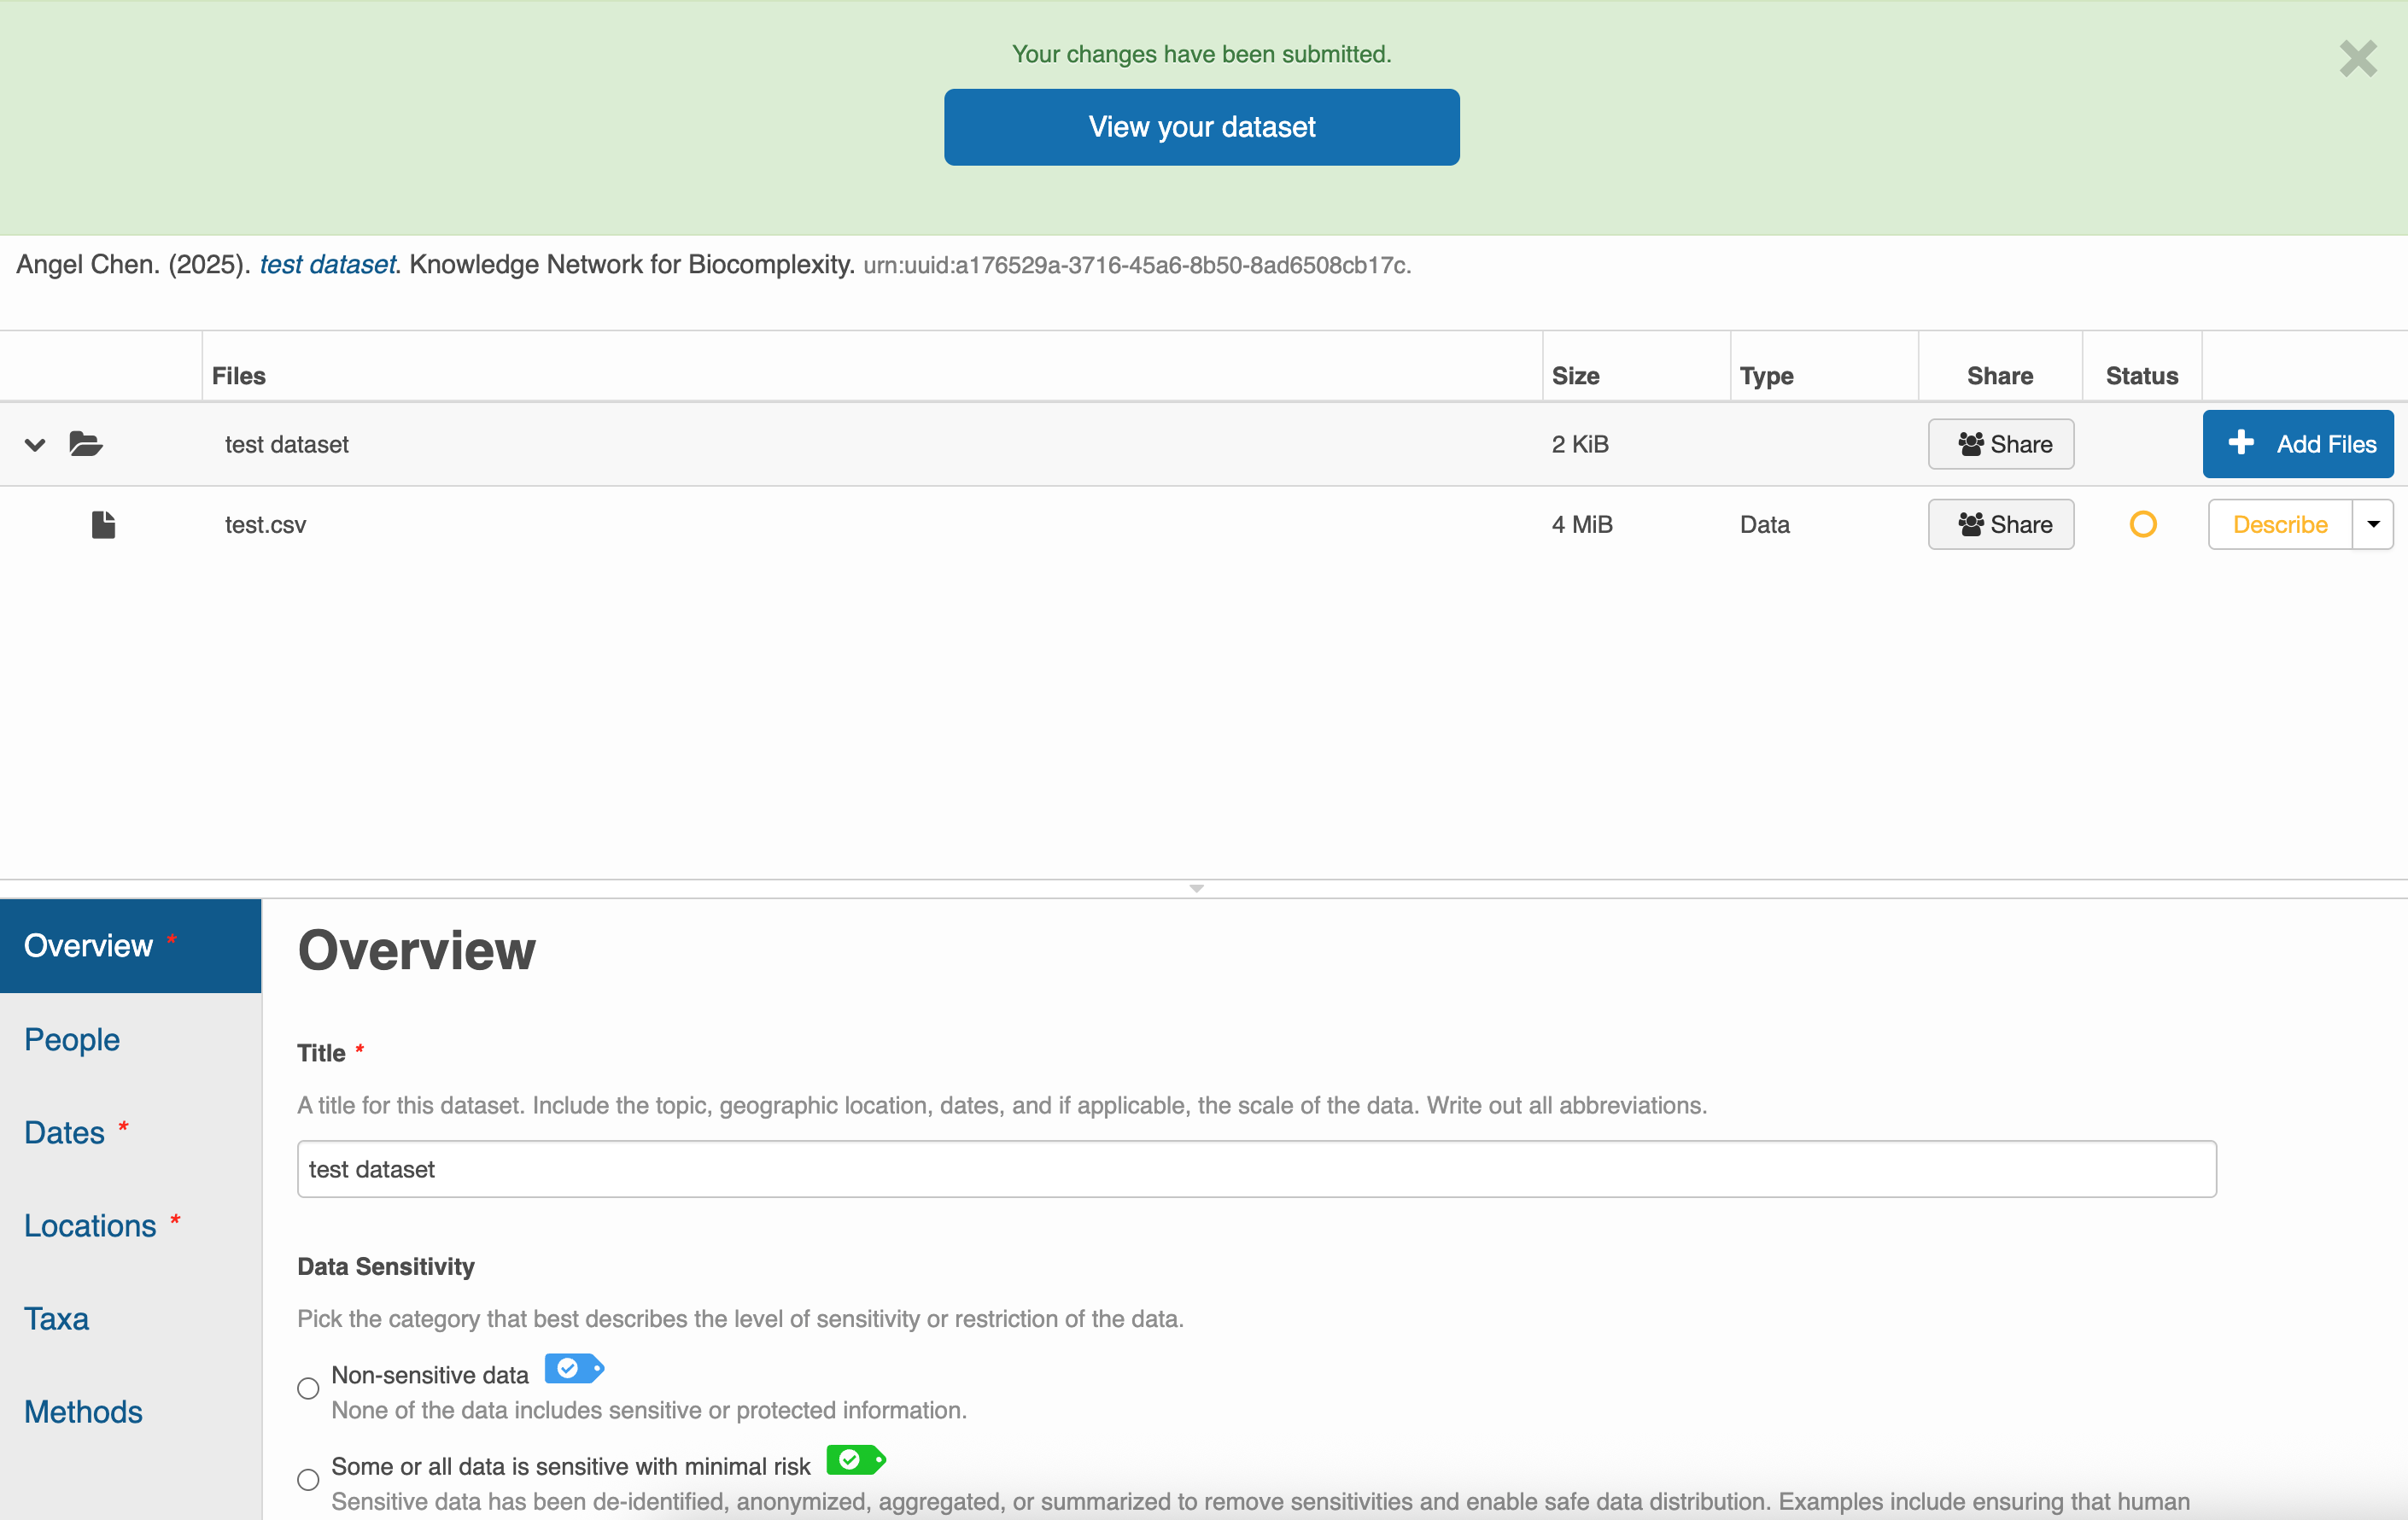 Your changes have been submitted.
View your dataset
Angel Chen. (2025). test dataset. Knowledge Network for Biocomplexity. urn:uuid:a176529a-3716-45a6-8b50-8ad6508cb17c.
Files Size Type Share Status
test dataset 2 KiB Share Add Files
test.csv 4 MiB Data Share Describe
Overview *
People
Dates *
Locations *
Taxa
Methods
Overview
Title *
A title for this dataset. Include the topic, geographic location, dates, and if applicable, the scale of the data. Write out all abbreviations.
test dataset
Data Sensitivity
Pick the category that best describes the level of sensitivity or restriction of the data.
Non-sensitive data
None of the data includes sensitive or protected information.
Some or all data is sensitive with minimal risk
Sensitive data has been de-identified, anonymized, aggregated, or summarized to remove sensitivities and enable safe data distribution. Examples include ensuring that human